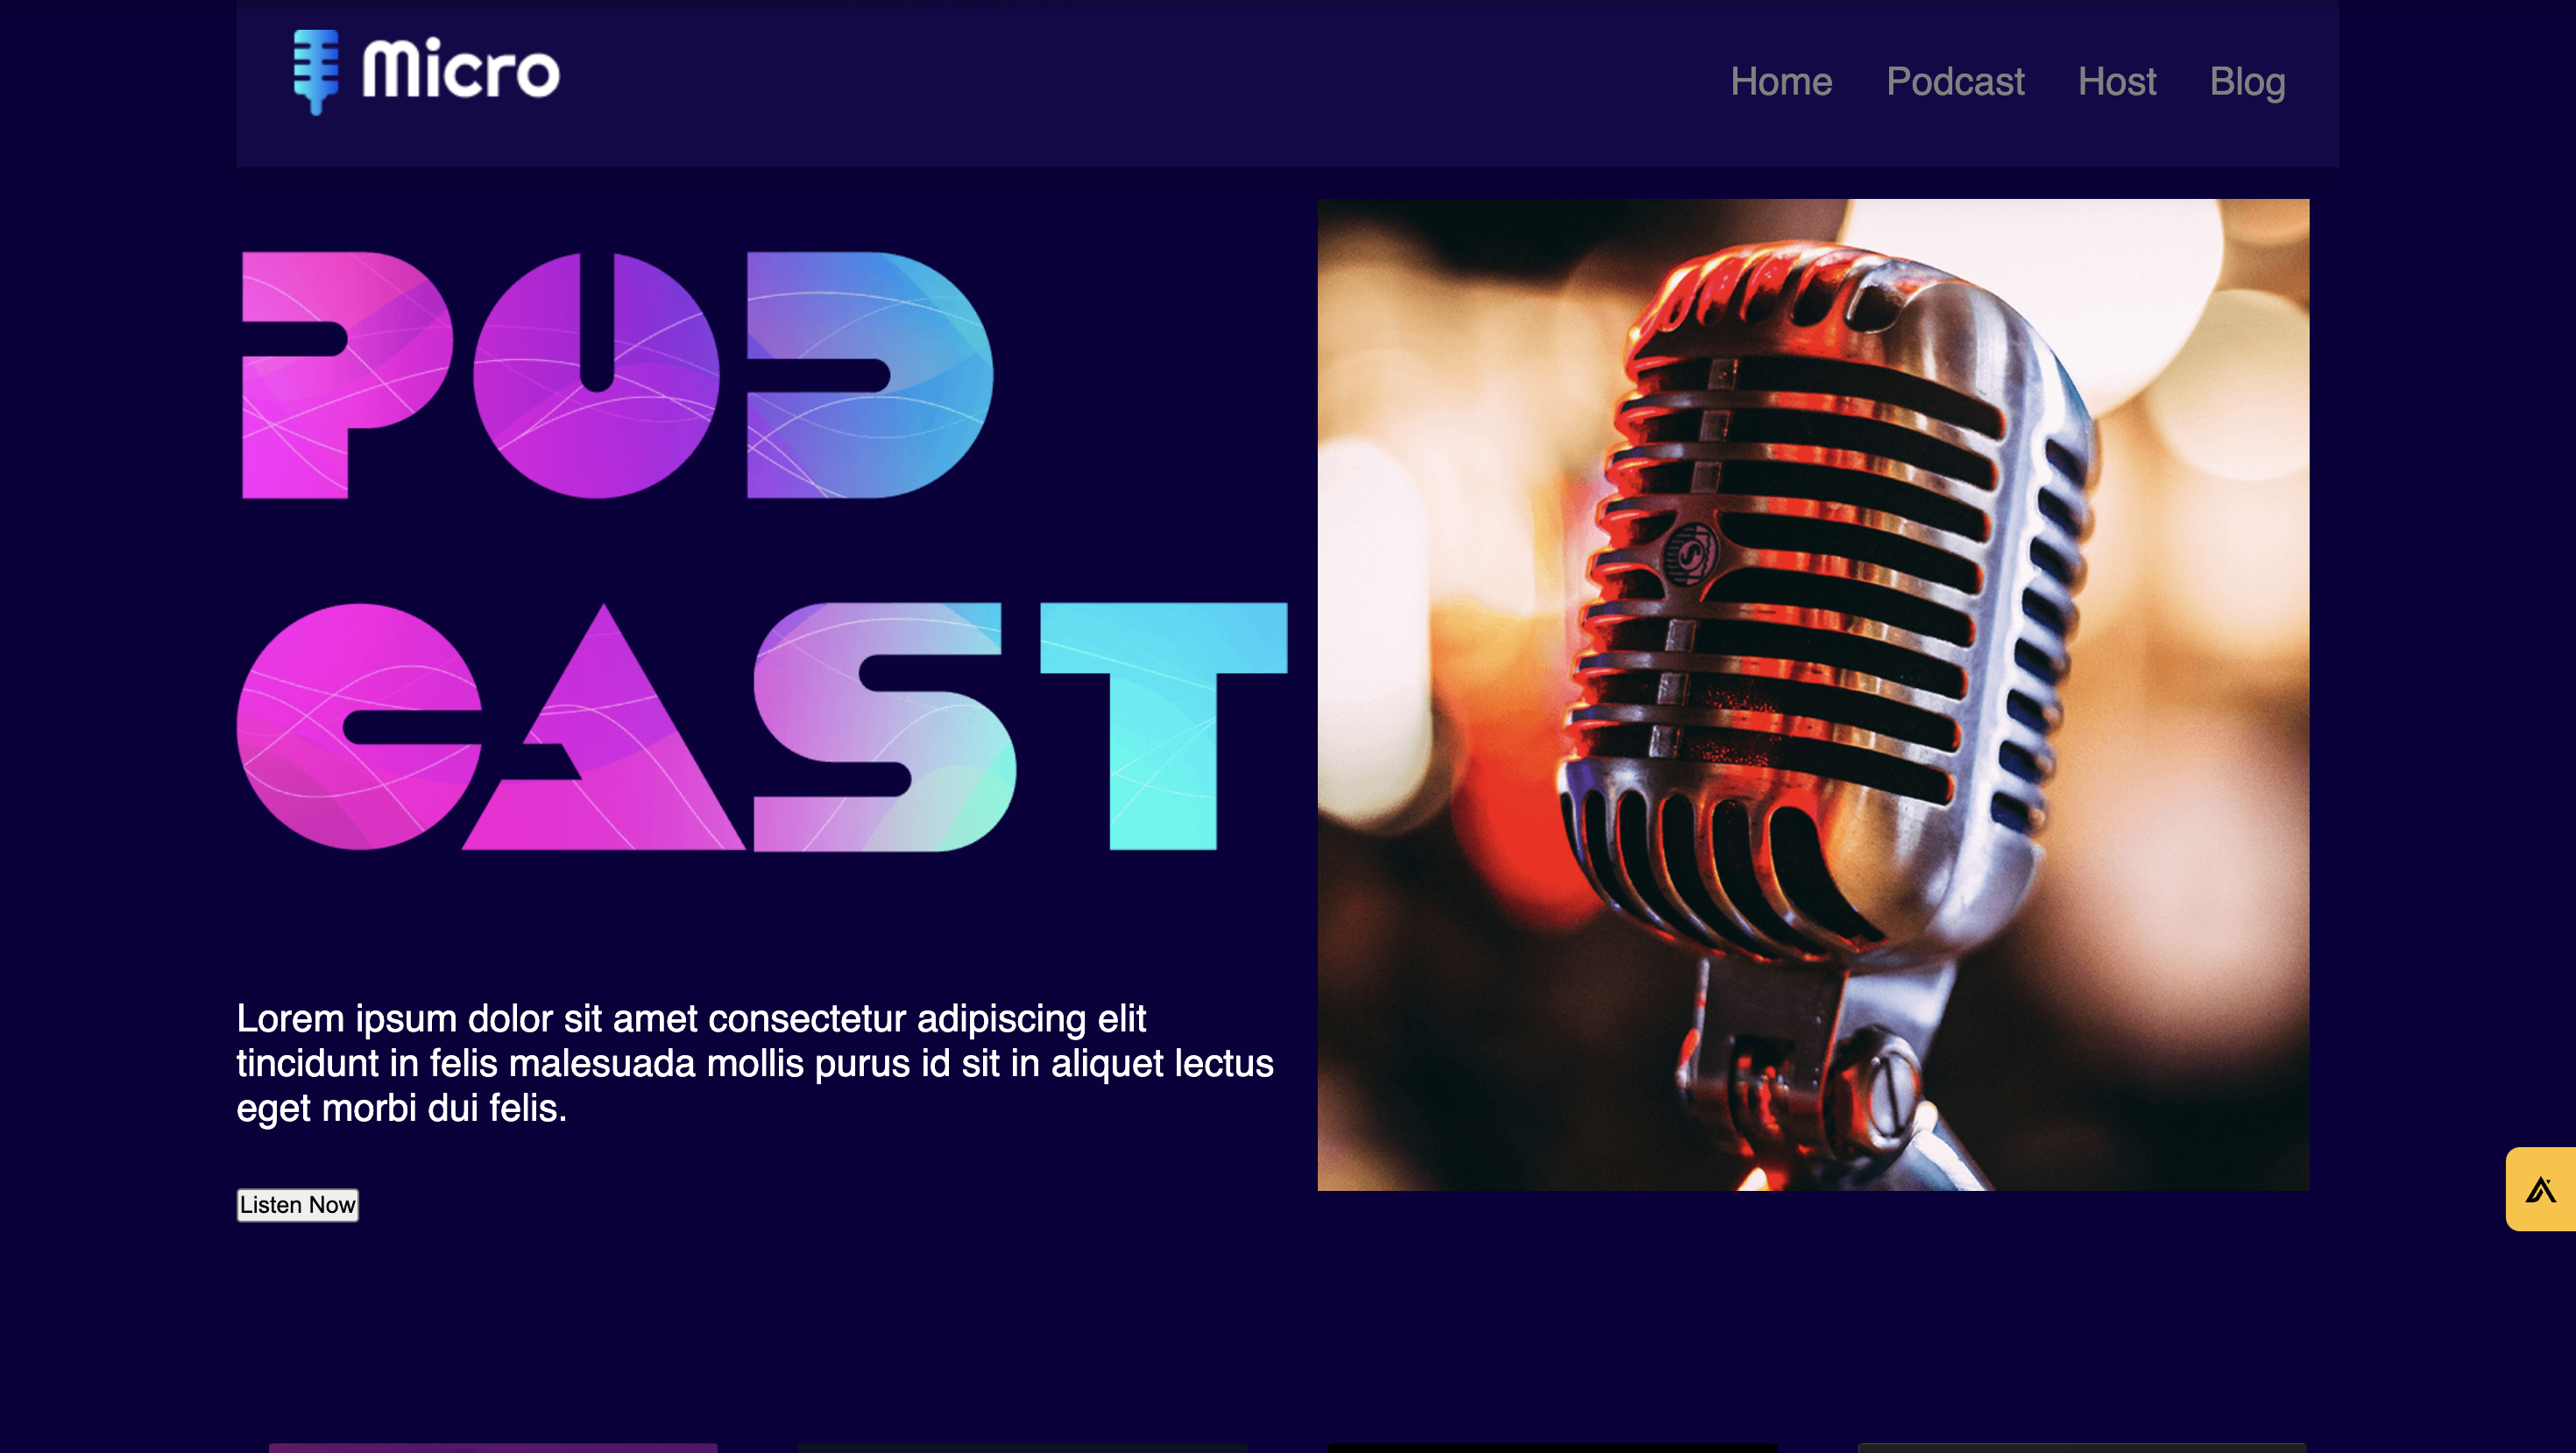 Micro
Home Podcast Host Blog
POD
CAST
Lorem ipsum dolor sit amet consectetur adipiscing elit
tincidunt in felis malesuada mollis purus id sit in aliquet lectus
eget morbi dui felis.
Listen Now